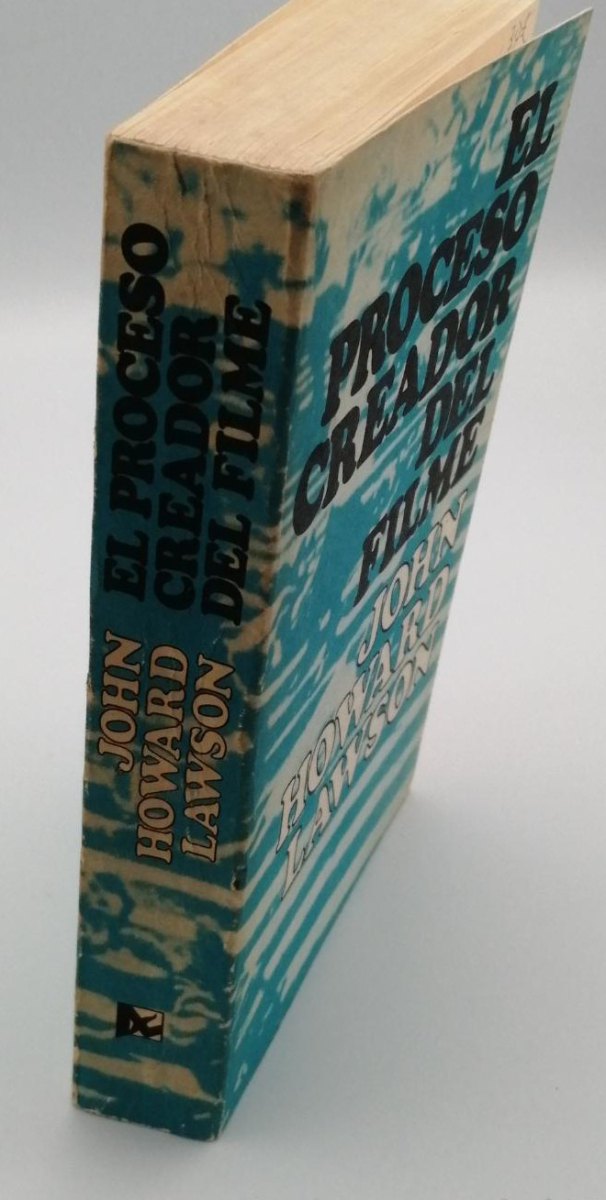 EL PROCESO
CREADOR
DEL FILME
JOHN
HOWARD
LAWSON
EL
PROCESO
CREADOR
DEL
FILME
JOHN
HOWARD
LAWSON